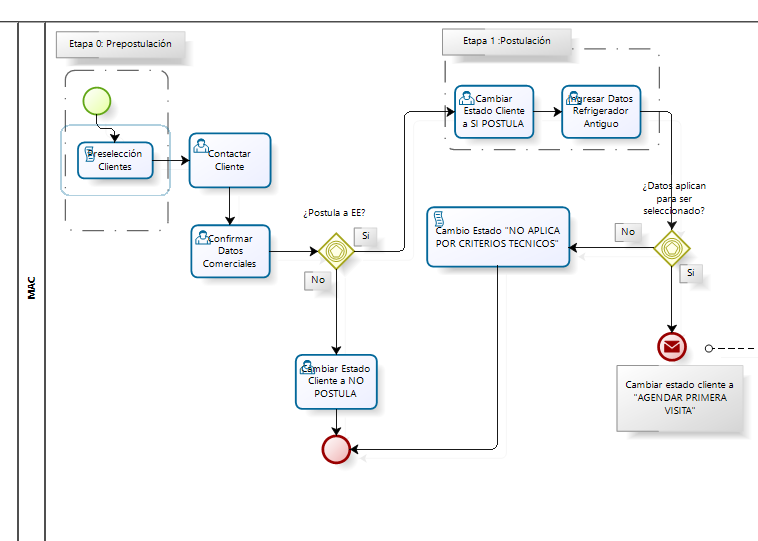 Etapa 0: Prepostulación
Etapa 1 :Postulación
MAC
Preselección
Clientes
Contactar
Cliente
Confirmar
Datos
Comerciales
¿Postula a EE?
Si
No
Cambiar Estado
Cliente a NO
POSTULA
Cambiar
Estado Cliente
a SI POSTULA
Ingresar Datos
Refrigerador
Antiguo
¿Datos aplican
para ser
seleccionado?
No
Si
Cambio Estado "NO APLICA
POR CRITERIOS TECNICOS"
Cambiar estado cliente a
"AGENDAR PRIMERA
VISITA"